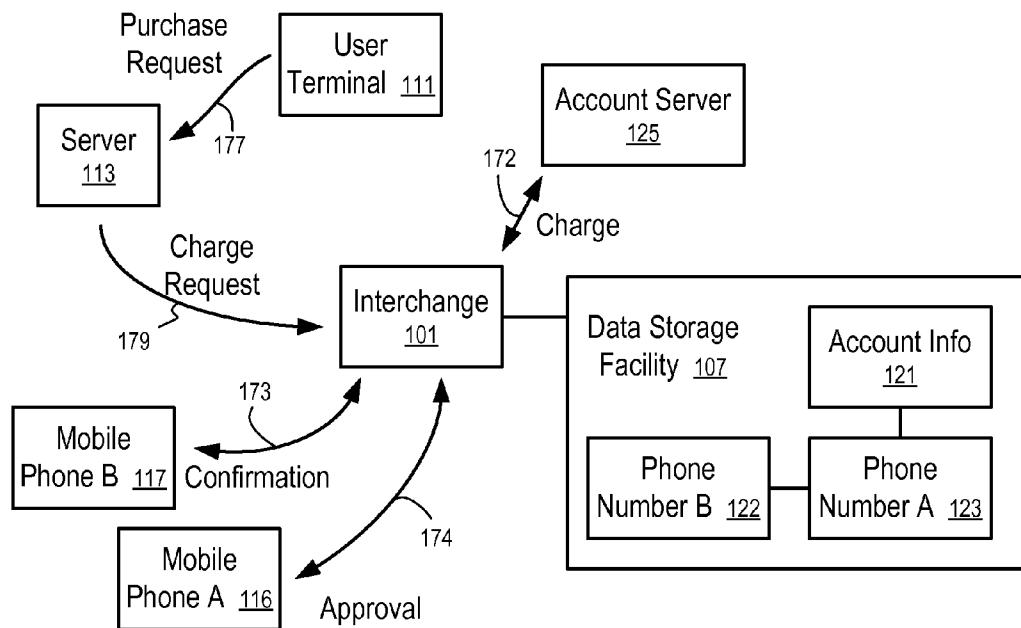 Purchase
Request
177
User
Terminal 111
Server
113
Account Server
125
172
Charge
Charge
Request
179
Interchange
101
Data Storage
Facility 107
Account Info
121
Phone
Number B 122
Phone
Number A 123
173
Mobile
Phone B 117
Confirmation
174
Mobile
Phone A 116
Approval